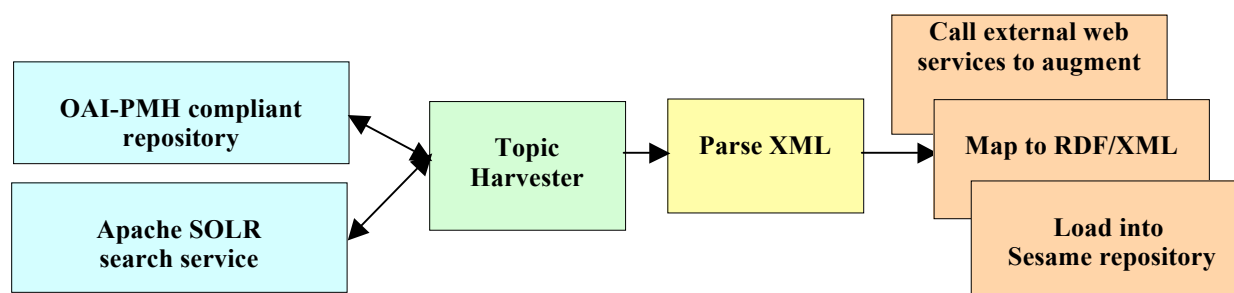 OAI-PMH compliant
repository
Apache SOLR
search service
Topic
Harvester
Parse XML
Call external web
services to augment
Map to RDF/XML
Load into
Sesame repository